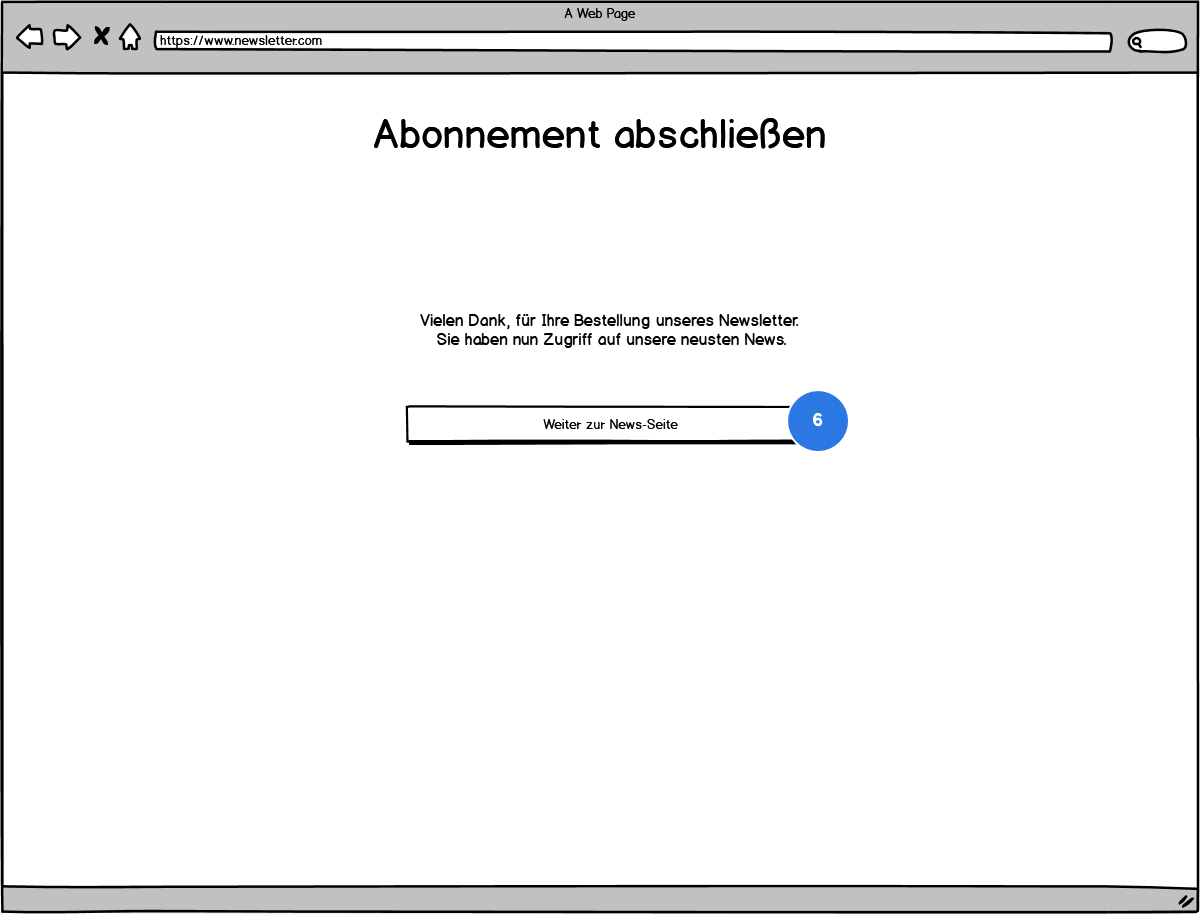 A Web Page
https://www.newsletter.com
Abonnement abschließen
Vielen Dank, für Ihre Bestellung unseres Newsletter.
Sie haben nun Zugriff auf unsere neusten News.
Weiter zur News-Seite
6